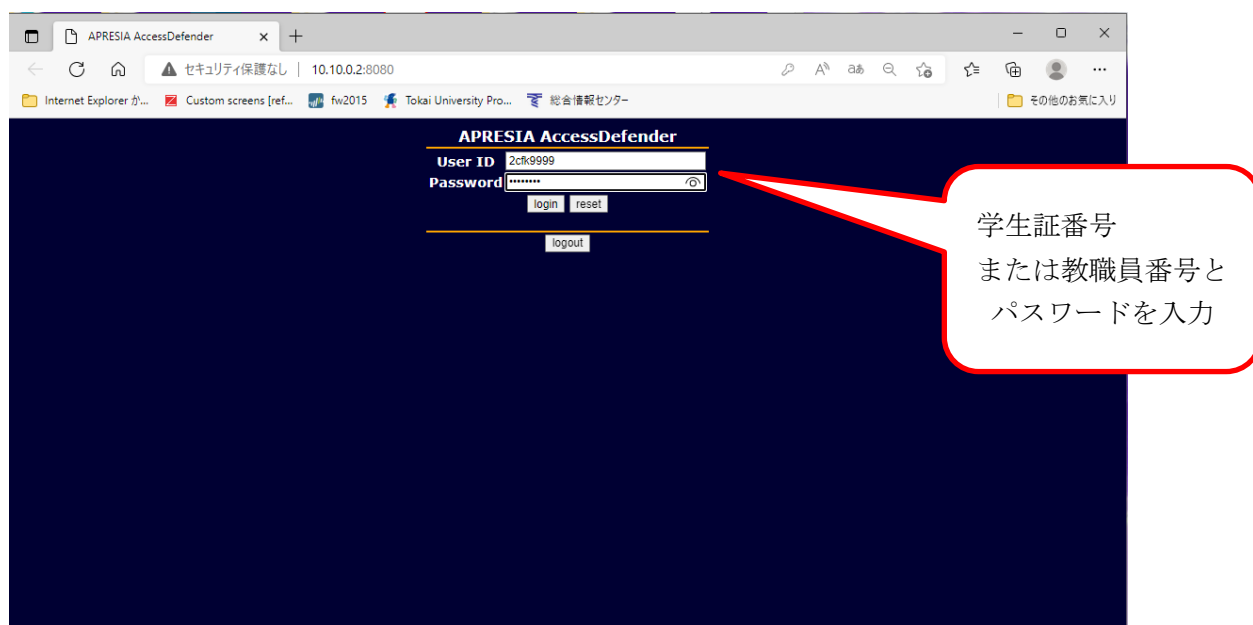 APRESIA AccessDefender
セキュリティ保護なし | 10.10.0.2:8080
Internet Explorer か... Custom screens [ref... fw2015 Tokai University Pro... 総合情報センター その他のお気に入り
APRESIA AccessDefender
User ID 2cfk9999
Password ••••••••
login reset
logout
学生証番号
または教職員番号と
パスワードを入力